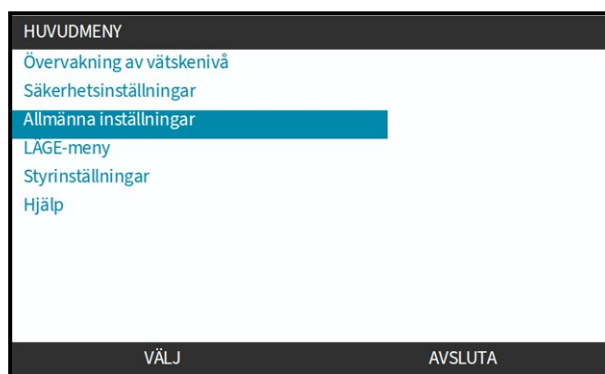 HUVUDMENY
Övervakning av vätskenivå
Säkerhetsinställningar
Allmänna inställningar
LÄGE-meny
Styrinställningar
Hjälp
VÄLJ AVSLUTA